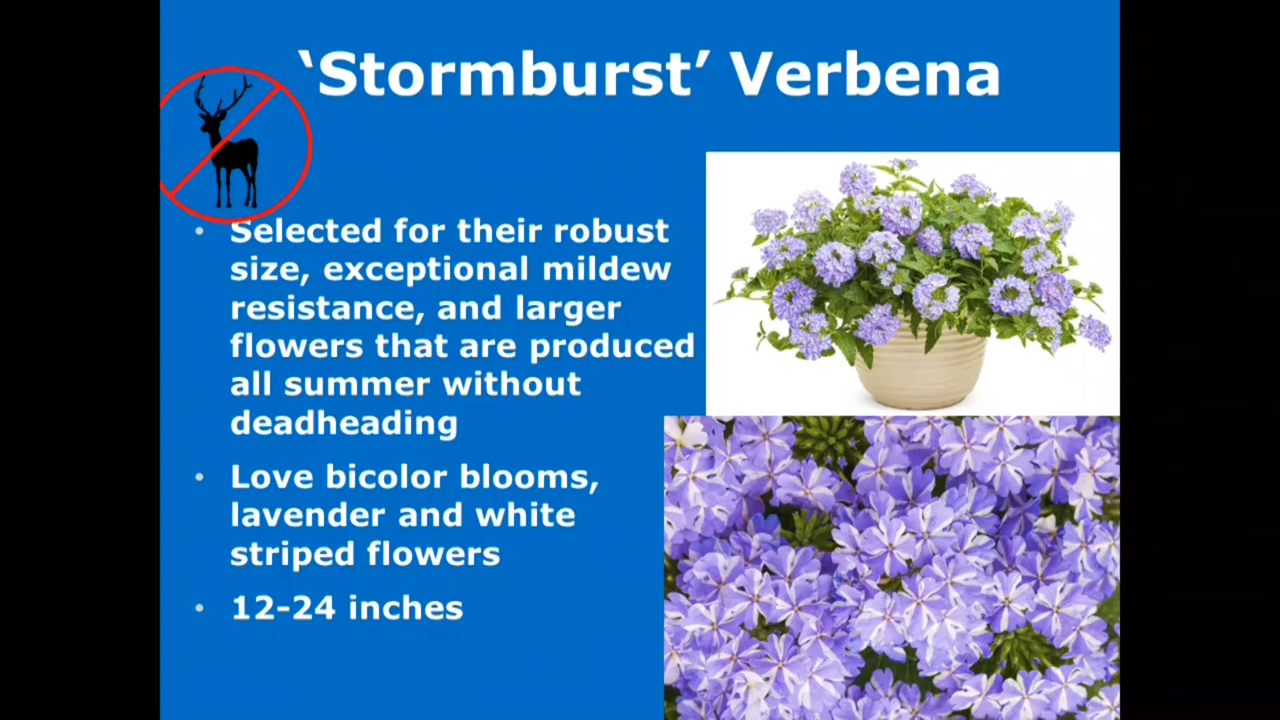 ‘Stormburst’ Verbena
• Selected for their robust
size, exceptional mildew
resistance, and larger
flowers that are produced
all summer without
deadheading
• Love bicolor blooms,
lavender and white
striped flowers
• 12-24 inches